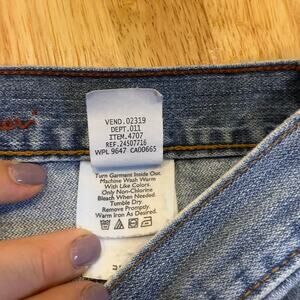 VEND.02319
DEPT.011
ITEM.4707
REF.24507716
WPL 9647 CA00665
Turn Garment Inside Out.
Machine Wash Warm
With Like Colors.
Only Non-Chlorine
Bleach When Needed.
Tumble Dry.
Remove Promptly.
Warm Iron As Desired.